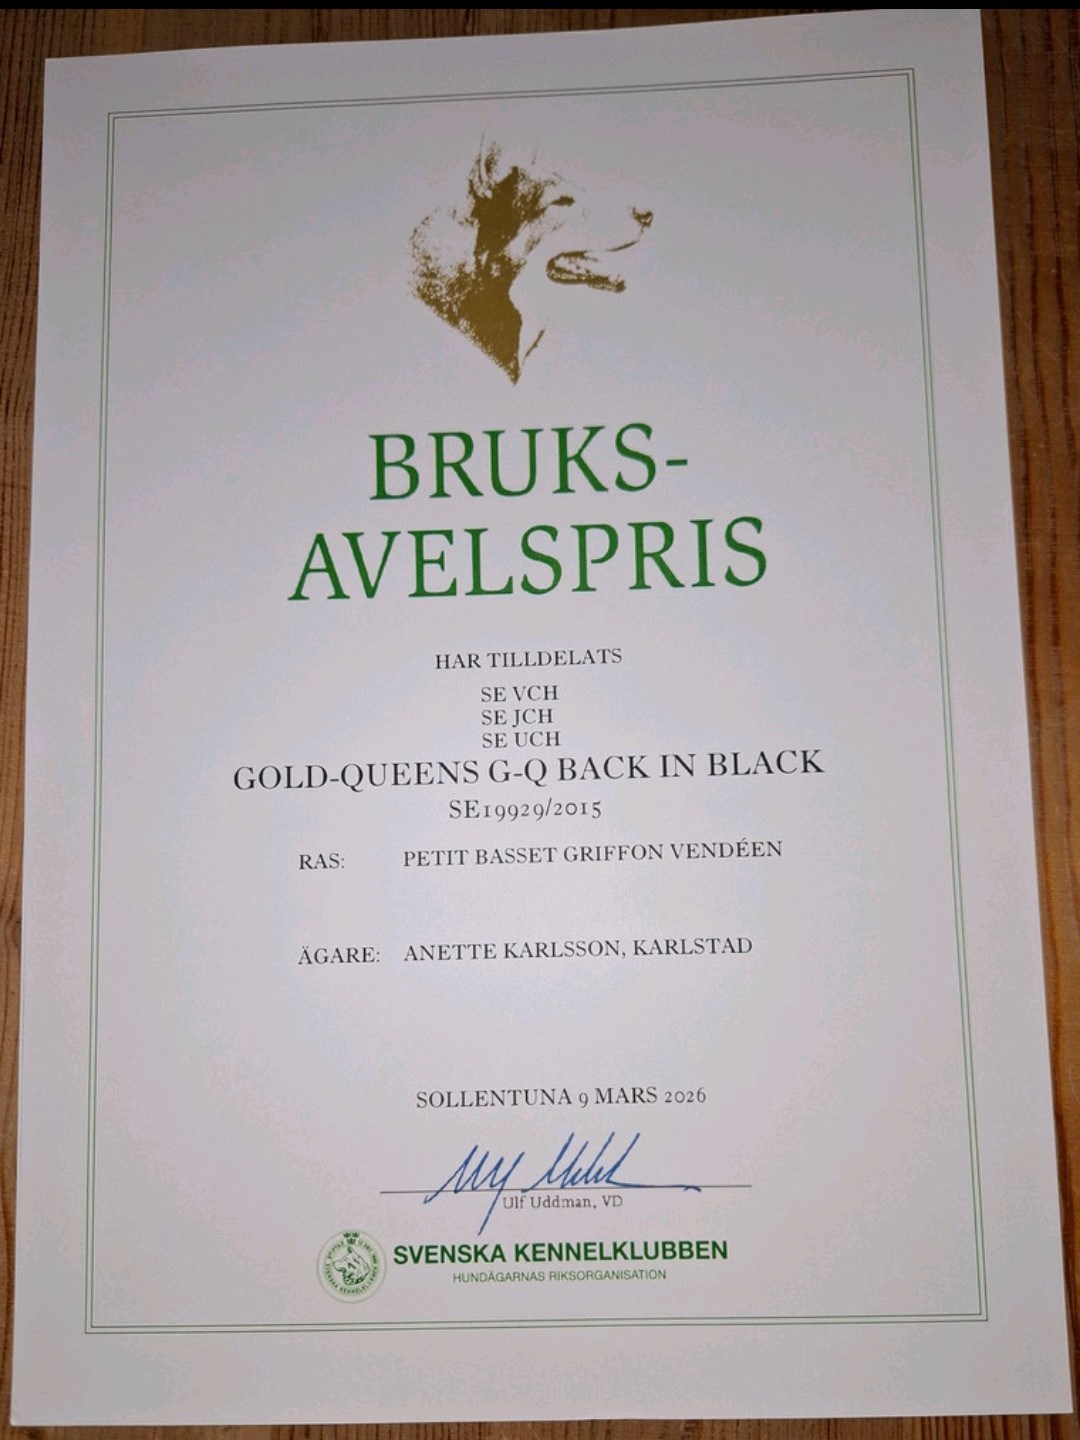 BRUKS-
AVELSPRIS
HAR TILLDELATS
SE VCH
SE JCH
SE UCH
GOLD-QUEENS G-Q BACK IN BLACK
SE19929/2015
RAS: PETIT BASSET GRIFFON VENDÉEN
ÄGARE: ANETTE KARLSSON, KARLSTAD
SOLLENTUNA 9 MARS 2026
Ulf Uddman, VD
SVENSKA KENNELKLUBBEN
HUNDÄGARNAS RIKSORGANISATION